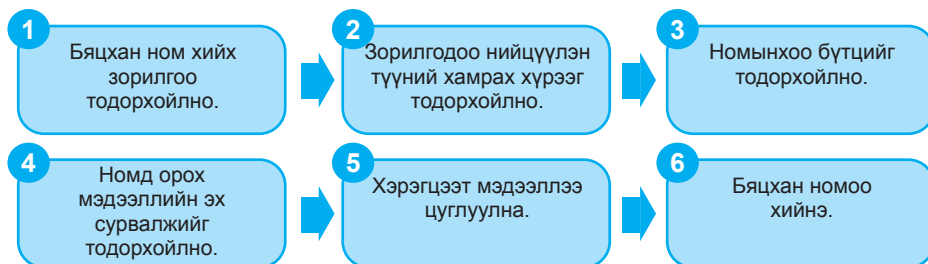 1
Бяцхан ном хийх
зорилгоо
тодорхойлно.
2
Зорилгодоо нийцүүлэн
түүний хамрах хүрээг
тодорхойлно.
3
Номынхоо бүтцийг
тодорхойлно.
4
Номд орох
мэдээллийн эх
сурвалжийг
тодорхойлно.
5
Хэрэгцээт мэдээллээ
цуглуулна.
6
Бяцхан номоо
хийнэ.